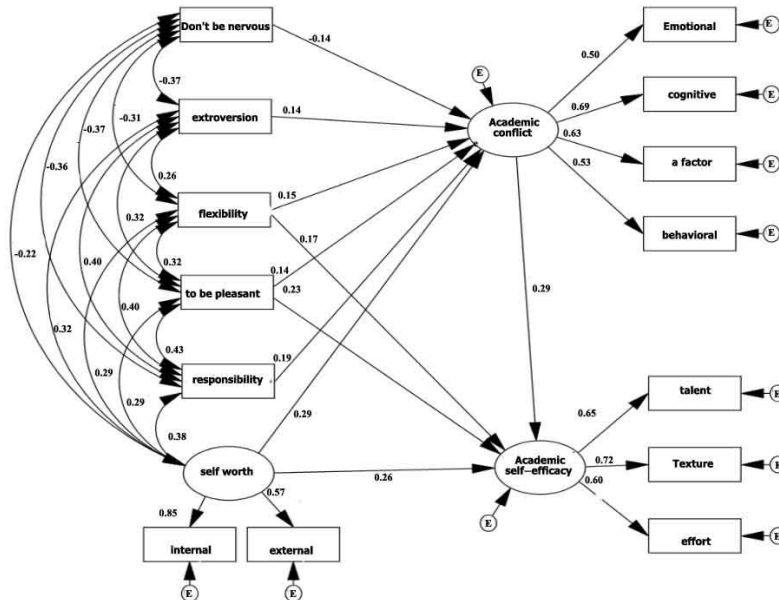 Don't be nervous
-0.14
E
Emotional
E
0.50
-0.37
Academic
conflict
cognitive
E
0.69
0.63
extroversion
0.14
-0.37
-0.31
a factor
E
0.53
-0.36
0.26
flexibility
0.15
behavioral
E
-0.22
0.32
0.17
0.40
0.32
to be pleasant
0.14
0.23
0.29
0.40
0.32
0.43
0.19
0.29
responsibility
talent
E
0.65
0.29
0.38
0.29
self worth
0.26
Academic
self-efficacy
0.72
Texture
E
0.60
0.57
0.85
E
internal
external
effort
E
E
E